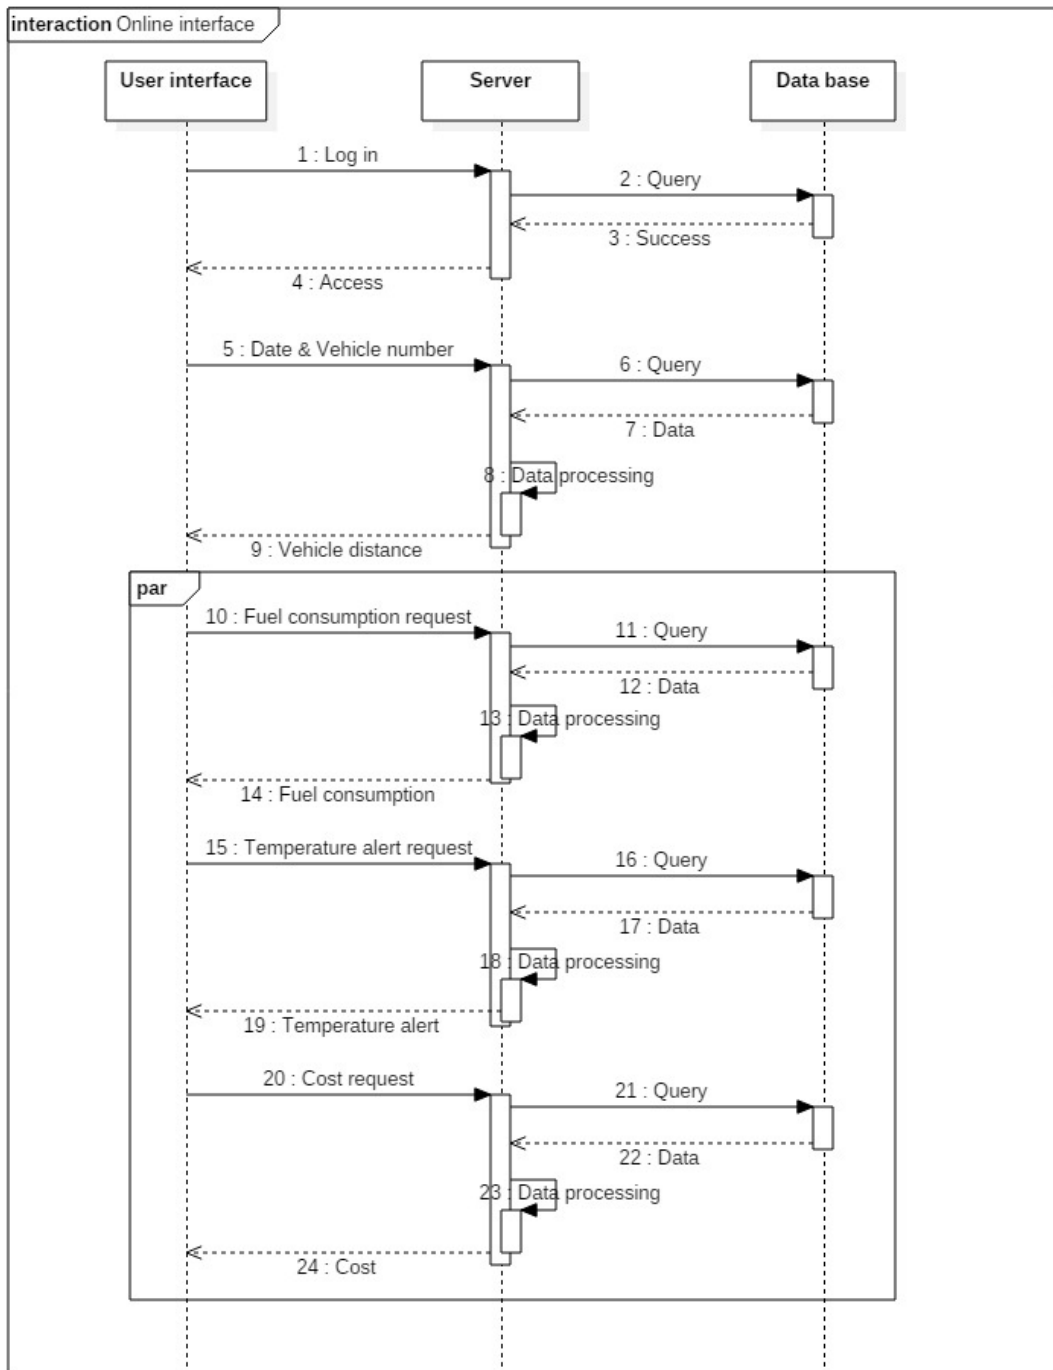 interaction Online interface
User interface
Server
Data base
1 : Log in
2 : Query
3 : Success
4 : Access
5 : Date & Vehicle number
6 : Query
7 : Data
8 : Data processing
9 : Vehicle distance
par
10 : Fuel consumption request
11 : Query
12 : Data
13 : Data processing
14 : Fuel consumption
15 : Temperature alert request
16 : Query
17 : Data
18 : Data processing
19 : Temperature alert
20 : Cost request
21 : Query
22 : Data
23 : Data processing
24 : Cost